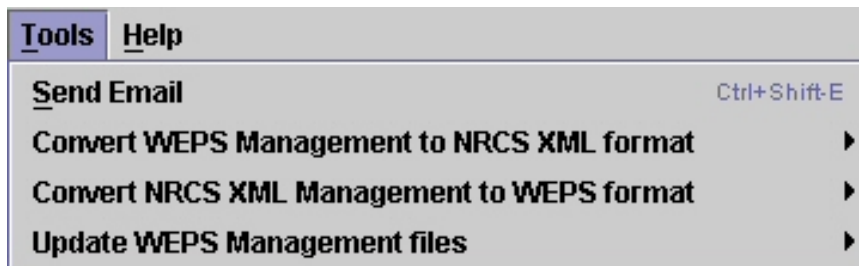 Tools Help
Send Email Ctrl+Shift-E
Convert WEPS Management to NRCS XML format
Convert NRCS XML Management to WEPS format
Update WEPS Management files